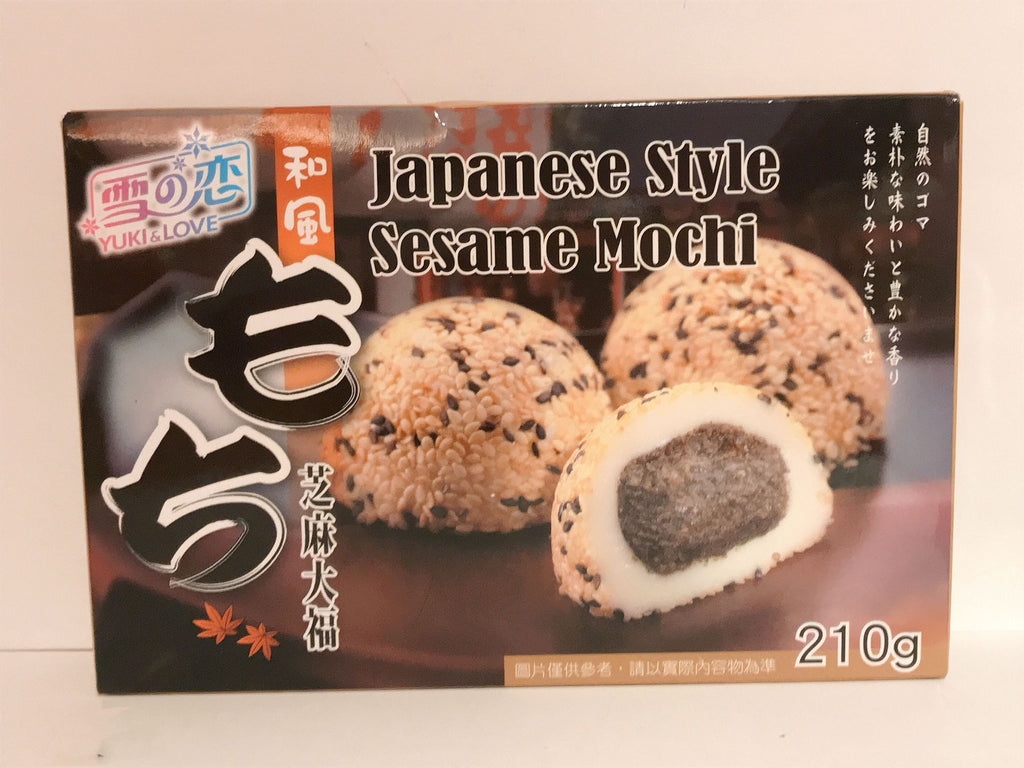 雪の恋
YUKI & LOVE
和風
もち
芝麻大福
Japanese Style
Sesame Mochi
自然のゴマ
素朴な味わいと豊かな香り
をお楽しみくださいませ
圖片僅供參考，請以實際內容物為準
210g